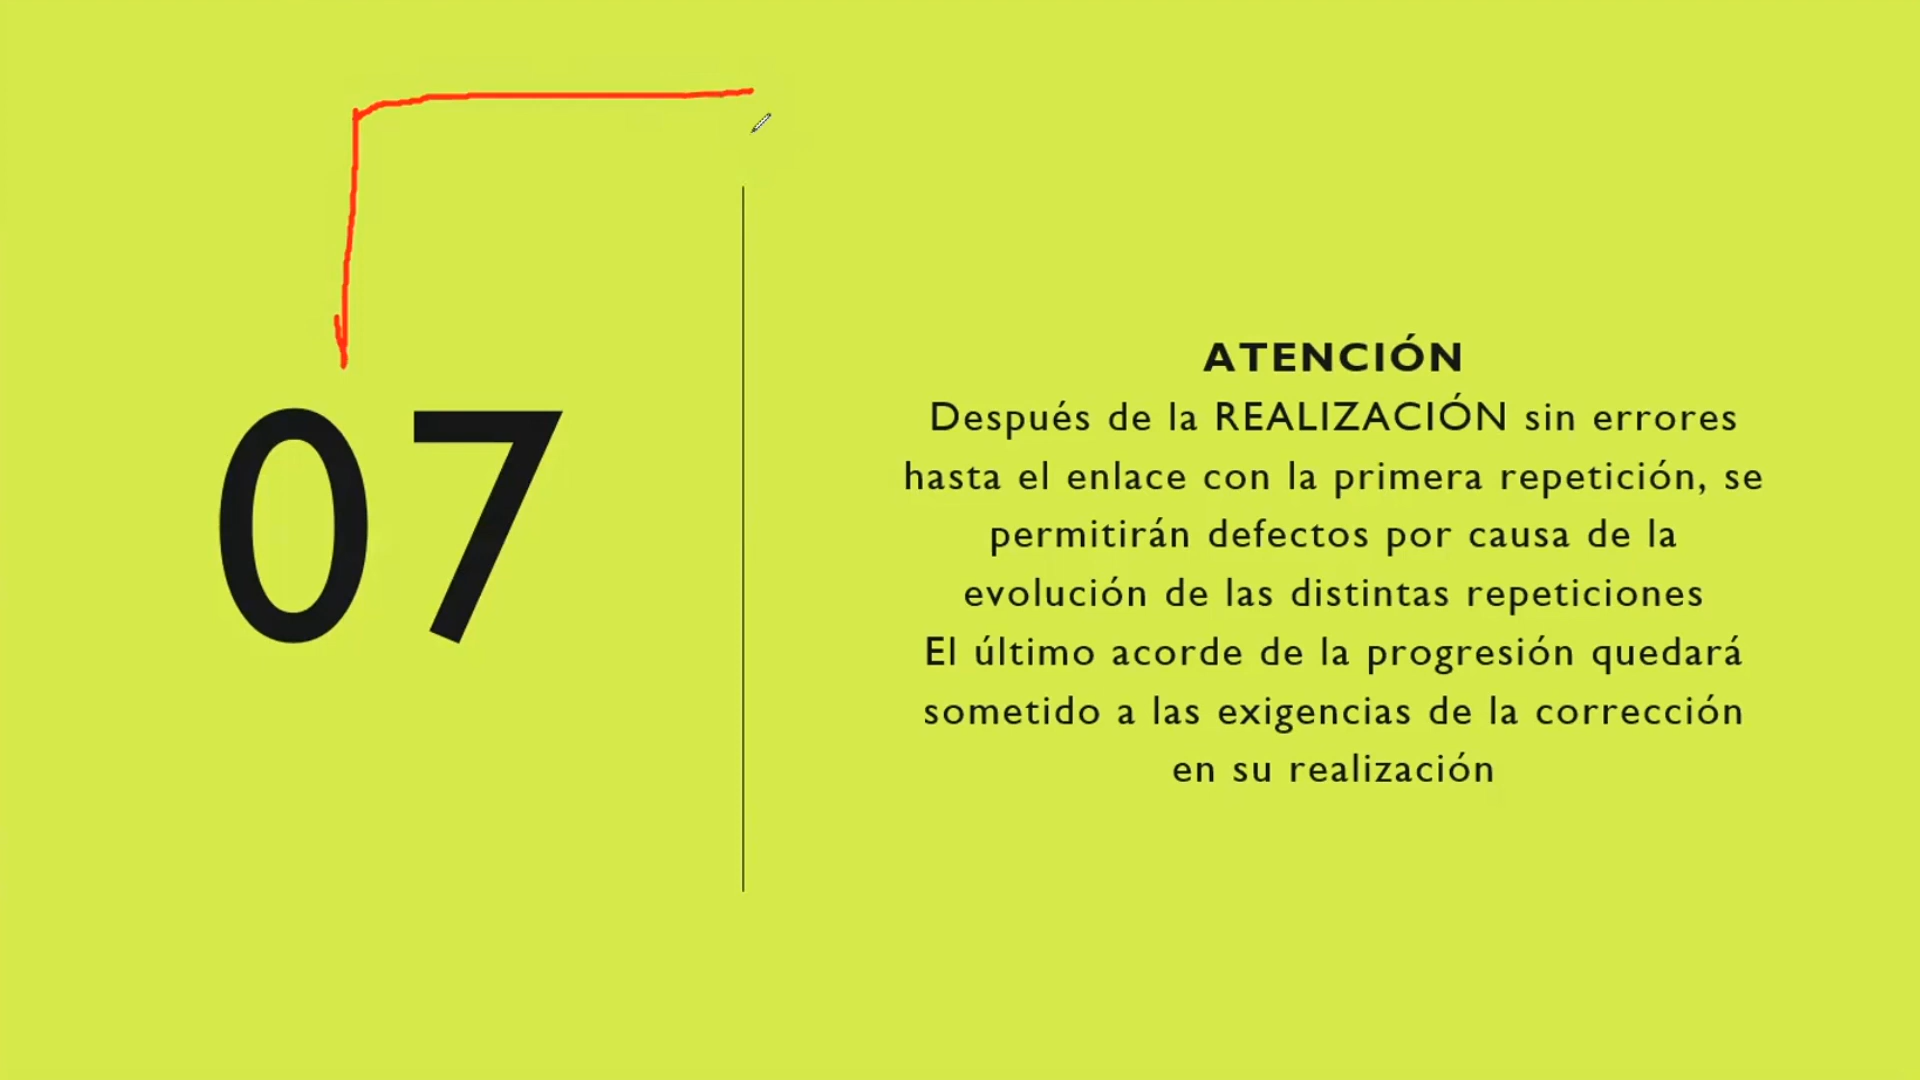 07
ATENCIÓN
Después de la REALIZACIÓN sin errores
hasta el enlace con la primera repetición, se
permitirán defectos por causa de la
evolución de las distintas repeticiones
El último acorde de la progresión quedará
sometido a las exigencias de la corrección
en su realización